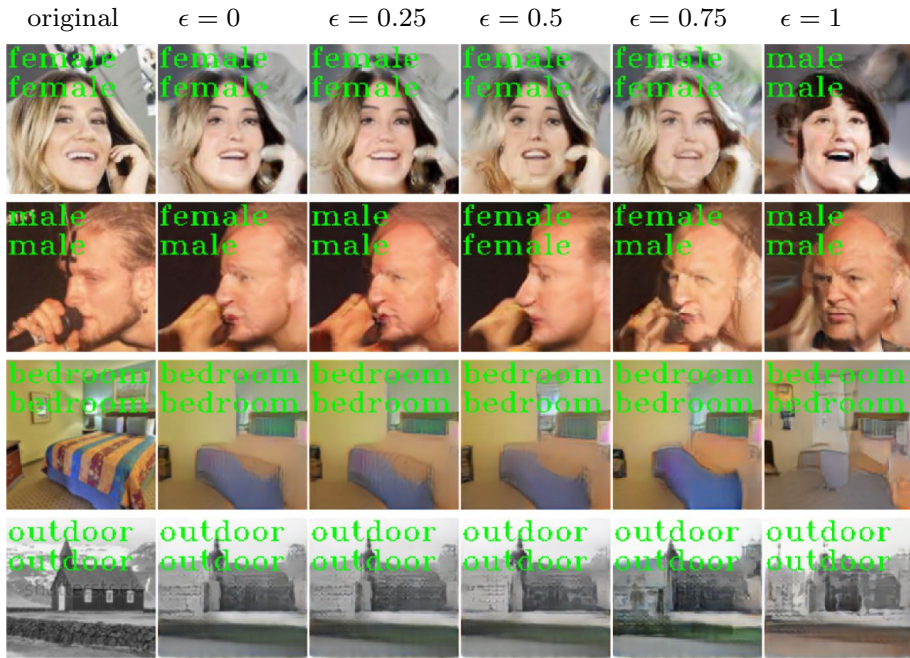 original ϵ = 0 ϵ = 0.25 ϵ = 0.5 ϵ = 0.75 ϵ = 1
female female female female female male
female female female female female male
male female male female female male
male male male female male male
bedroom bedroom bedroom bedroom bedroom bedroom
bedroom bedroom bedroom bedroom bedroom bedroom
outdoor outdoor outdoor outdoor outdoor outdoor
outdoor outdoor outdoor outdoor outdoor outdoor